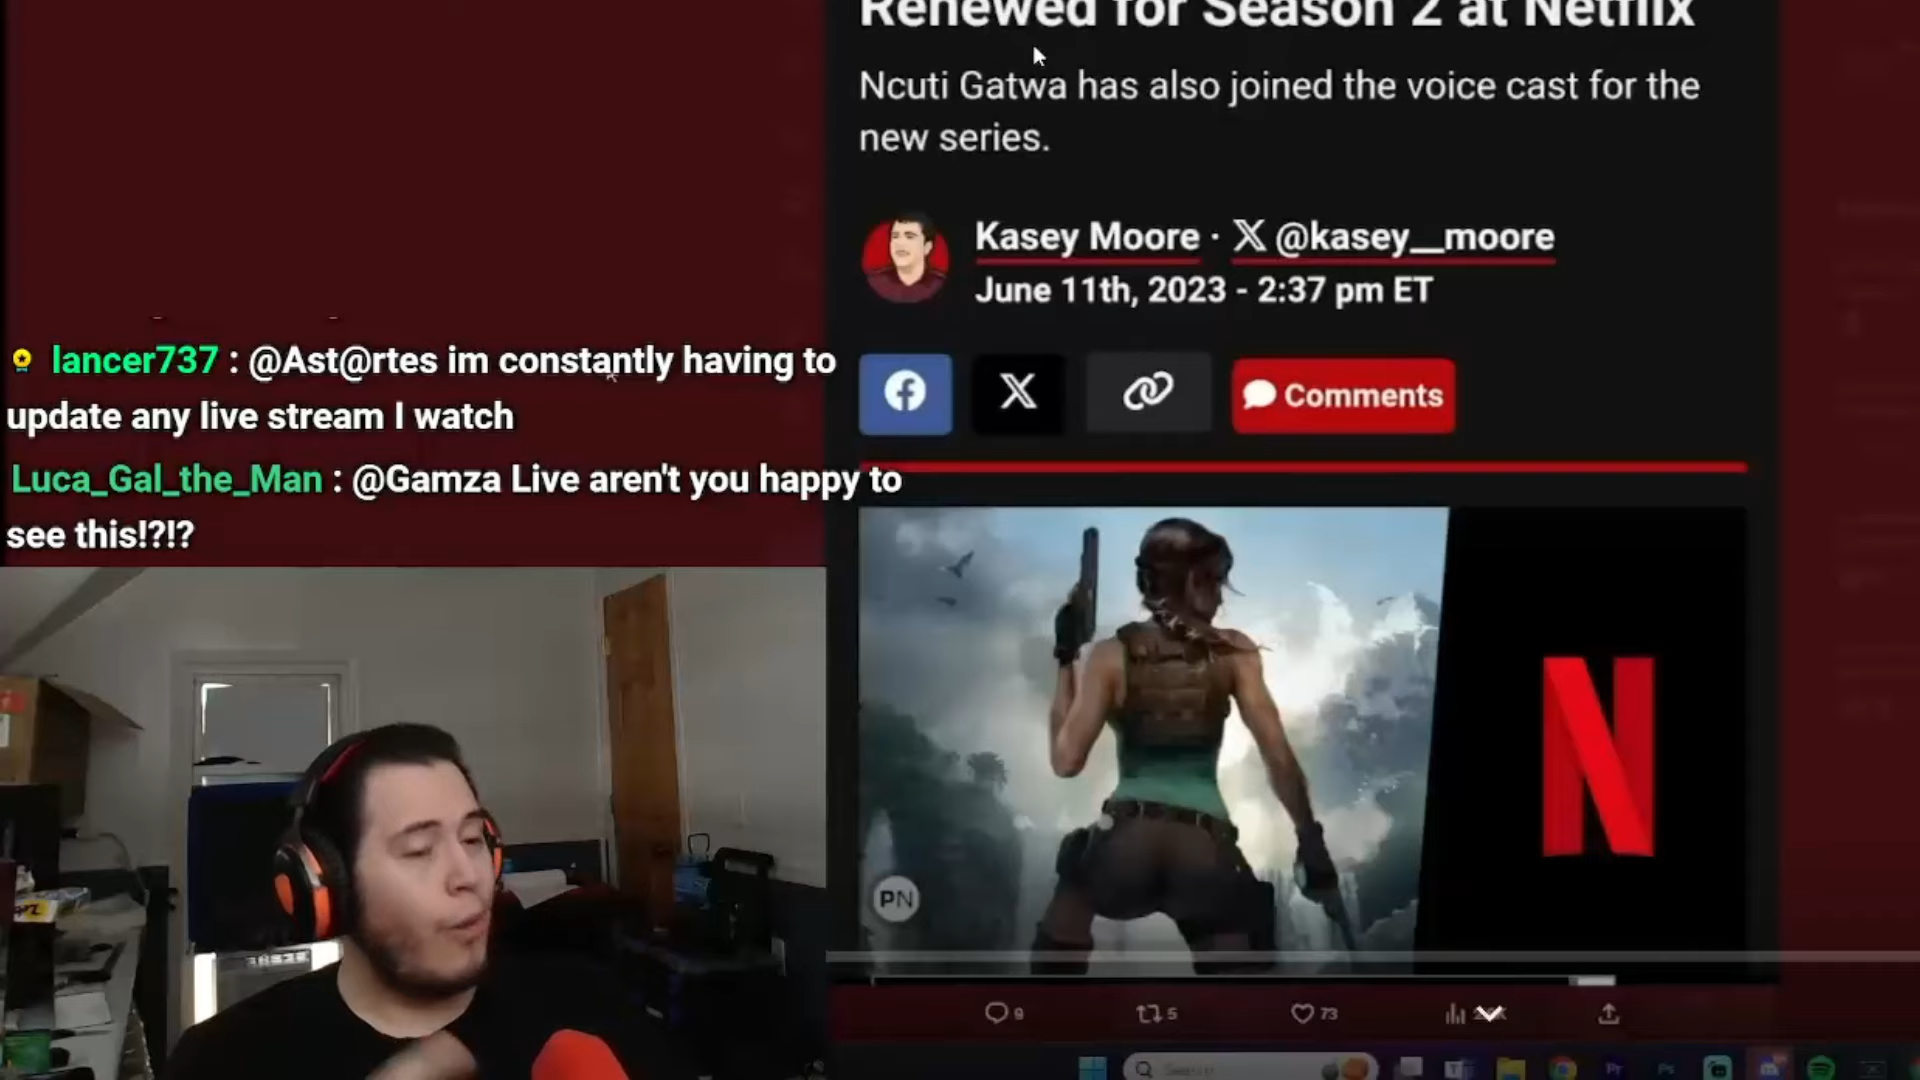 Renewed for Season 2 at Netflix
Ncuti Gatwa has also joined the voice cast for the
new series.
Kasey Moore · X @kasey__moore
June 11th, 2023 - 2:37 pm ET
Comments
lancer737 : @Ast@rtes im constantly having to
update any live stream I watch
Luca_Gal_the_Man : @Gamza Live aren't you happy to
see this!?!?
N
PN
9
5
73
Search